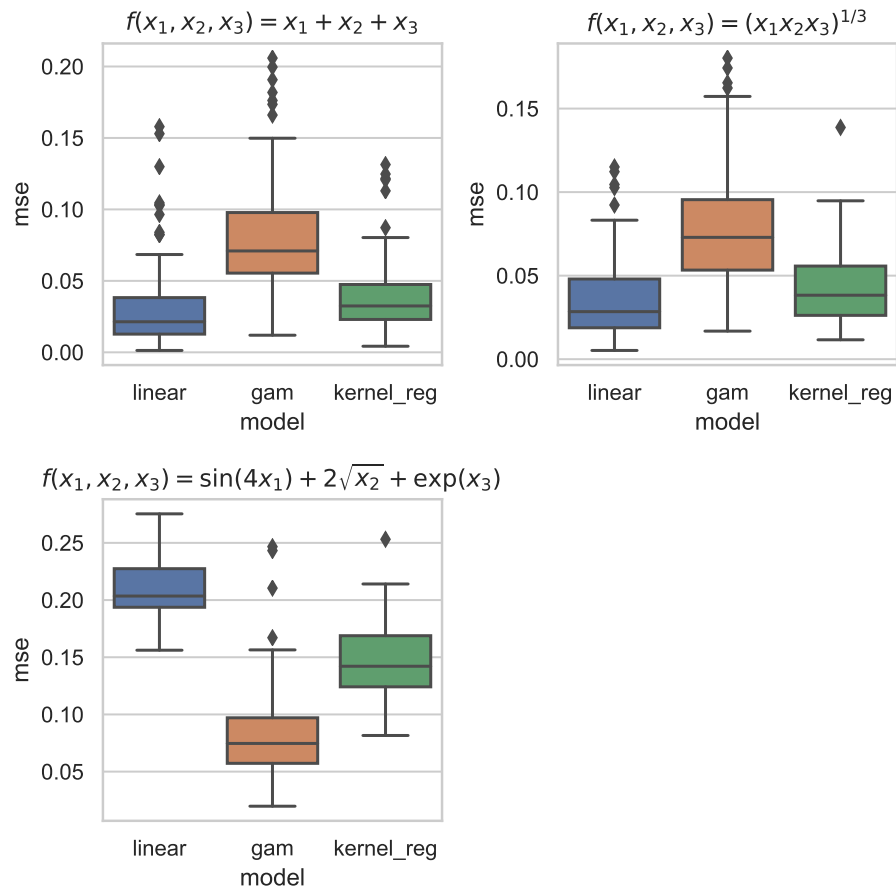 f(x₁, x₂, x₃) = x₁ + x₂ + x₃
0.20
0.15
0.10
0.05
0.00
mse
linear gam kernel_reg
model
f(x₁, x₂, x₃) = (x₁x₂x₃)^{1/3}
0.15
0.10
0.05
0.00
mse
linear gam kernel_reg
model
f(x₁, x₂, x₃) = sin(4x₁) + 2√x₂ + exp(x₃)
0.25
0.20
0.15
0.10
0.05
mse
linear gam kernel_reg
model